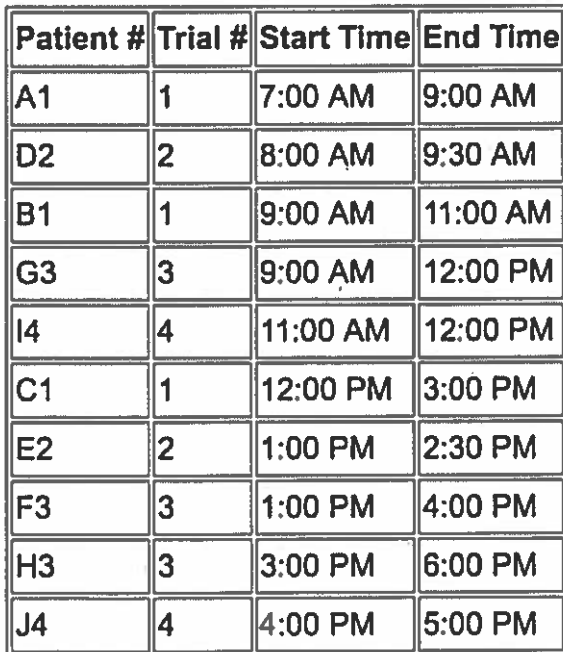 Patient # Trial # Start Time End Time
A1 1 7:00 AM 9:00 AM
D2 2 8:00 AM 9:30 AM
B1 1 9:00 AM 11:00 AM
G3 3 9:00 AM 12:00 PM
I4 4 11:00 AM 12:00 PM
C1 1 12:00 PM 3:00 PM
E2 2 1:00 PM 2:30 PM
F3 3 1:00 PM 4:00 PM
H3 3 3:00 PM 6:00 PM
J4 4 4:00 PM 5:00 PM